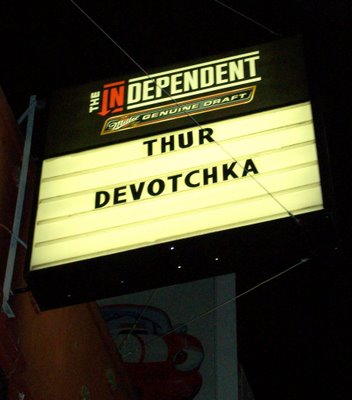 THE INDEPENDENT
Miller GENUINE DRAFT
THUR
DEVOTCHKA